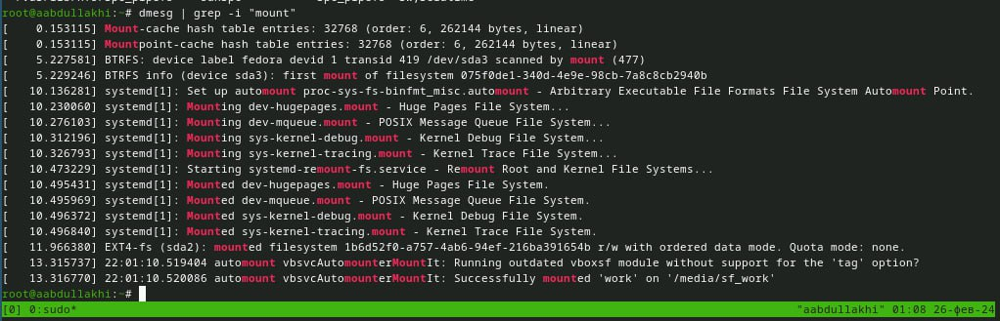 root@aabdullakhi:~# dmesg | grep -i "mount"
[    0.153115] Mount-cache hash table entries: 32768 (order: 6, 262144 bytes, linear)
[    0.153115] Mountpoint-cache hash table entries: 32768 (order: 6, 262144 bytes, linear)
[    5.227581] BTRFS: device label fedora devid 1 transid 419 /dev/sda3 scanned by mount (477)
[    5.229246] BTRFS info (device sda3): first mount of filesystem 075f0de1-340d-4e9e-98cb-7a8c8cb2940b
[   10.136281] systemd[1]: Set up automount proc-sys-fs-binfmt_misc.automount - Arbitrary Executable File Formats File System Automount Point.
[   10.230060] systemd[1]: Mounting dev-hugepages.mount - Huge Pages File System...
[   10.276103] systemd[1]: Mounting dev-mqueue.mount - POSIX Message Queue File System...
[   10.312196] systemd[1]: Mounting sys-kernel-debug.mount - Kernel Debug File System...
[   10.326793] systemd[1]: Mounting sys-kernel-tracing.mount - Kernel Trace File System...
[   10.473229] systemd[1]: Starting systemd-remount-fs.service - Remount Root and Kernel File Systems...
[   10.495431] systemd[1]: Mounted dev-hugepages.mount - Huge Pages File System.
[   10.495969] systemd[1]: Mounted dev-mqueue.mount - POSIX Message Queue File System.
[   10.496372] systemd[1]: Mounted sys-kernel-debug.mount - Kernel Debug File System.
[   10.496840] systemd[1]: Mounted sys-kernel-tracing.mount - Kernel Trace File System.
[   11.966380] EXT4-fs (sda2): mounted filesystem 1b6d52f0-a757-4ab6-94ef-216ba391654b r/w with ordered data mode. Quota mode: none.
[   13.315737] 22:01:10.519404 automount vbsvcAutomounterMountIt: Running outdated vboxsf module without support for the 'tag' option?
[   13.316770] 22:01:10.520086 automount vbsvcAutomounterMountIt: Successfully mounted 'work' on '/media/sf_work'
root@aabdullakhi:~#
[0] 0:sudo* "aabdullakhi" 01:08 26-фев-24